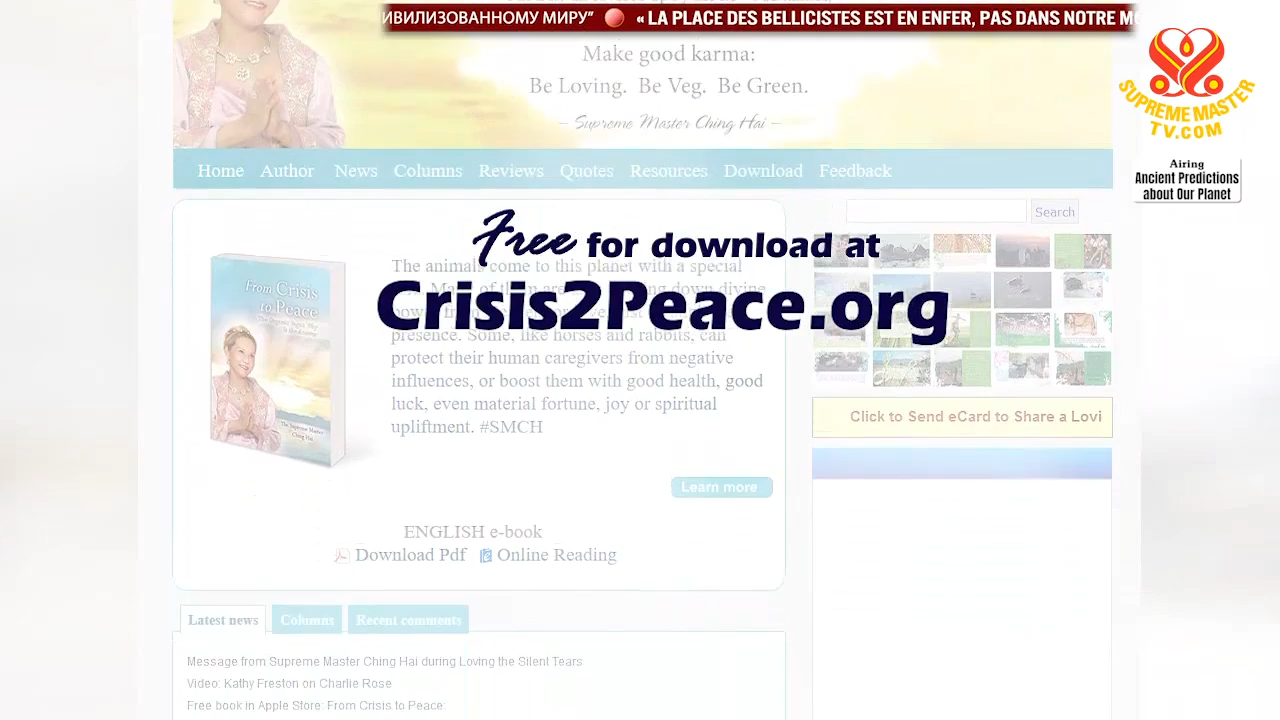 ИВИЛИЗОВАННОМУ МИРУ” « LA PLACE DES BELLICISTES EST EN ENFER, PAS DANS NOTRE
SUPREME MASTER
TV.COM
Airing
Ancient Predictions
about Our Planet
Make good karma:
Be Loving. Be Veg. Be Green.
– Supreme Master Ching Hai –
Home Author News Columns Reviews Quotes Resources Download Feedback
Search
Free for download at
Crisis2Peace.org
From Crisis
to Peace
The Supreme Master
Ching Hai
The animals come to this planet with a special
presence. Some, like horses and rabbits, can
protect their human caregivers from negative
influences, or boost them with good health, good
luck, even material fortune, joy or spiritual
upliftment. #SMCH
Click to Send eCard to Share a Lovi
Learn more
ENGLISH e-book
Download Pdf Online Reading
Latest news Columns Recent comments
Message from Supreme Master Ching Hai during Loving the Silent Tears
Video: Kathy Freston on Charlie Rose
Free book in Apple Store: From Crisis to Peace: